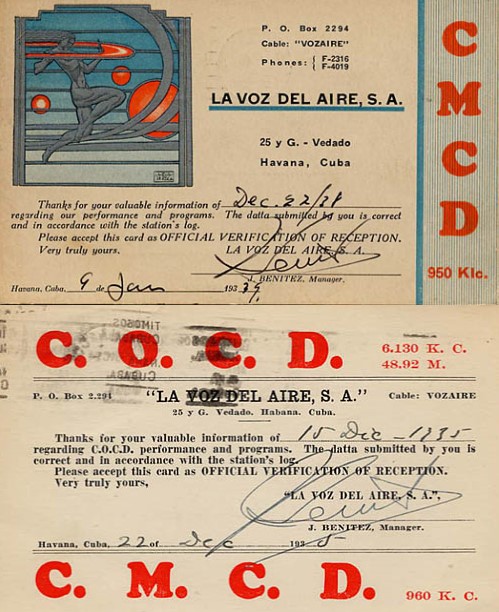 P. O. Box 2294
Cable: "VOZAIRE"
Phones: { F-2316
F-4019
LA VOZ DEL AIRE, S. A.
25 y G. - Vedado
Havana, Cuba
CMCD
950 Klc.
Thanks for your valuable information of Dec. 22/38
regarding our performance and programs. The datta submitted by you is correct
and in accordance with the station's log.
Please accept this card as OFFICIAL VERIFICATION OF RECEPTION.
Very truly yours, LA VOZ DEL AIRE, S. A.
J. BENITEZ, Manager.
Havana, Cuba, 9 de Jan 1939.
C. O. C. D.
6.130 K. C.
48.92 M.
P. O. Box 2.294 "LA VOZ DEL AIRE, S. A." Cable: VOZAIRE
25 y G. Vedado. Habana. Cuba.
Thanks for your valuable information of 15 Dic - 1935
regarding C.O.C.D. performance and programs. The datta submitted by you is
correct and in accordance with the station's log.
Please accept this card as OFFICIAL VERIFICATION OF RECEPTION.
Very truly yours,
"LA VOZ DEL AIRE, S. A.",
J. BENITEZ, Manager.
Havana, Cuba, 22 of Dec 1935
C. M. C. D.
960 K. C.